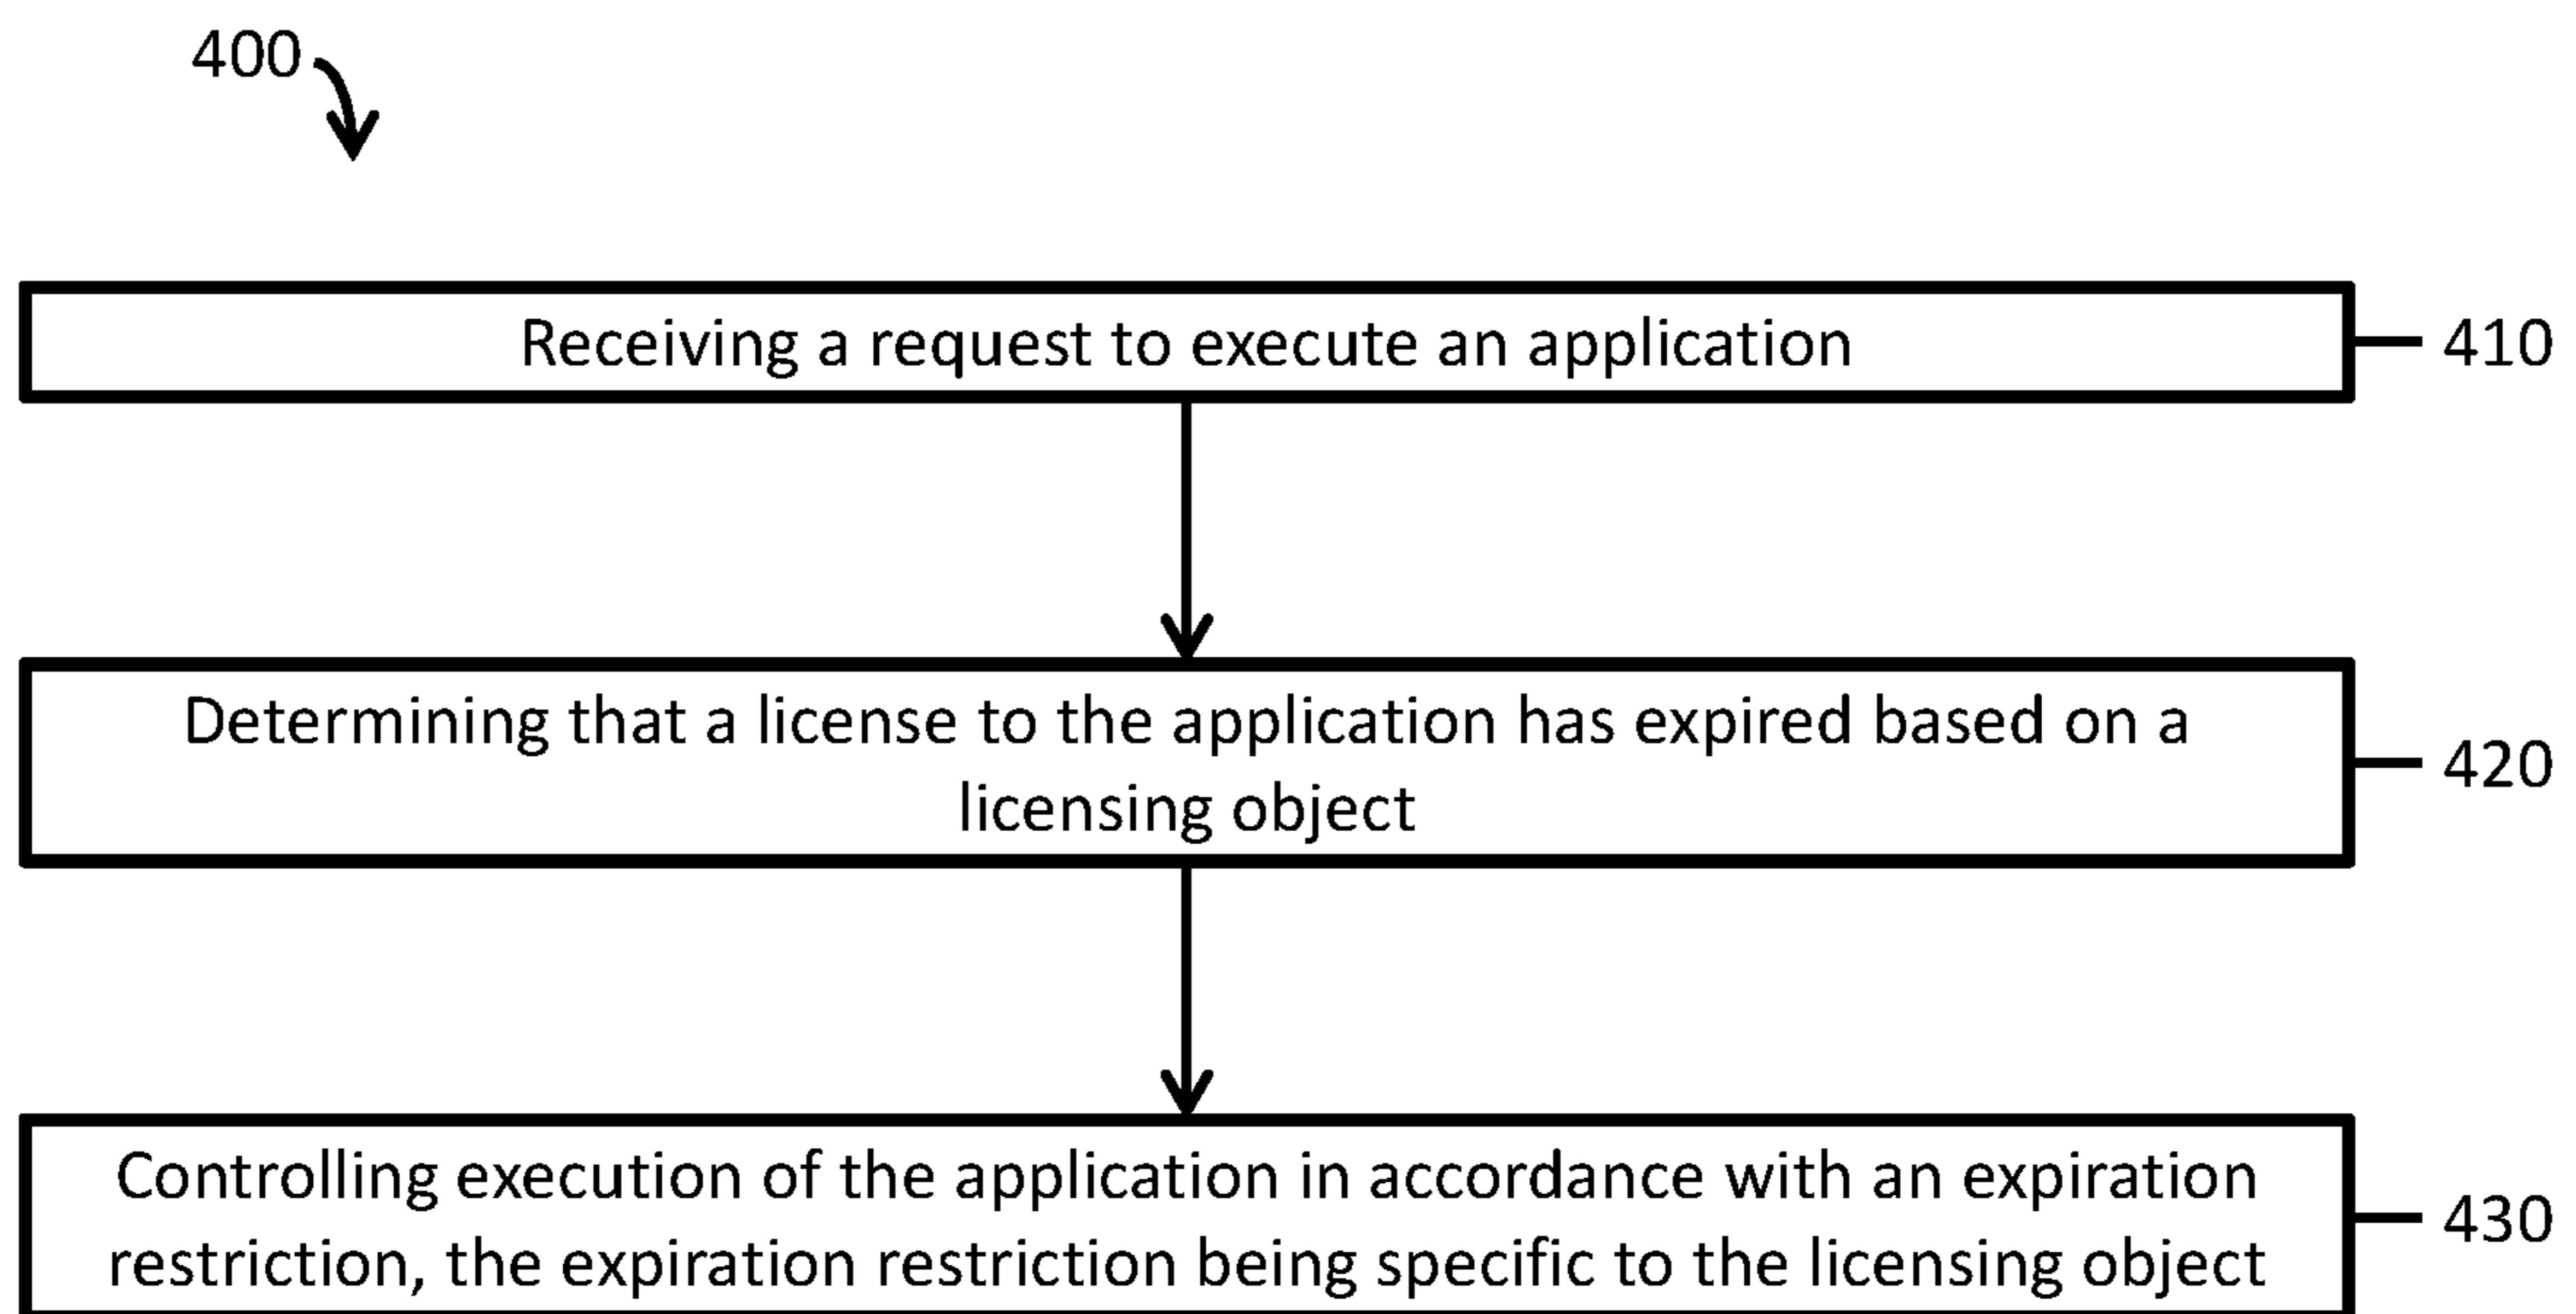 400
Receiving a request to execute an application
410
Determining that a license to the application has expired based on a
licensing object
420
Controlling execution of the application in accordance with an expiration
restriction, the expiration restriction being specific to the licensing object
430